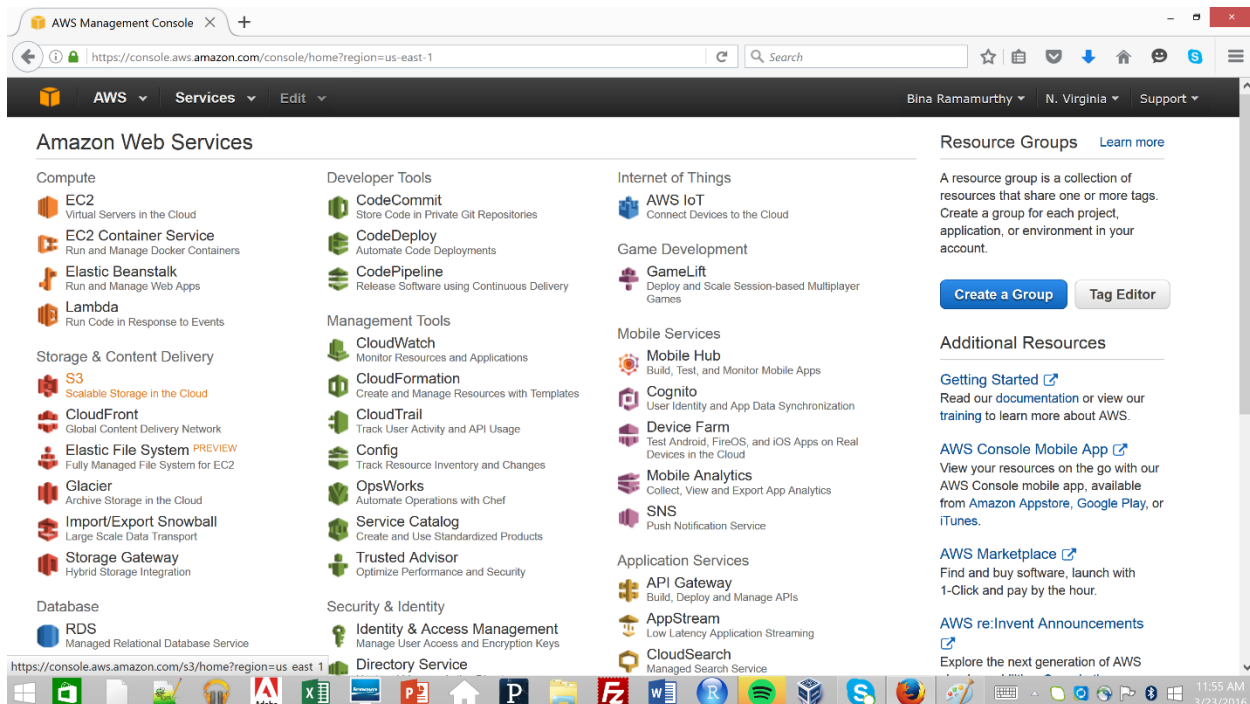 AWS Management Console
https://console.aws.amazon.com/console/home?region=us-east-1
Search
AWS Services Edit
Bina Ramamurthy N. Virginia Support
Amazon Web Services
Compute
EC2
Virtual Servers in the Cloud
EC2 Container Service
Run and Manage Docker Containers
Elastic Beanstalk
Run and Manage Web Apps
Lambda
Run Code in Response to Events
Storage & Content Delivery
S3
Scalable Storage in the Cloud
CloudFront
Global Content Delivery Network
Elastic File System PREVIEW
Fully Managed File System for EC2
Glacier
Archive Storage in the Cloud
Import/Export Snowball
Large Scale Data Transport
Storage Gateway
Hybrid Storage Integration
Database
RDS
Managed Relational Database Service
https://console.aws.amazon.com/s3/home?region=us east 1
Developer Tools
CodeCommit
Store Code in Private Git Repositories
CodeDeploy
Automate Code Deployments
CodePipeline
Release Software using Continuous Delivery
Management Tools
CloudWatch
Monitor Resources and Applications
CloudFormation
Create and Manage Resources with Templates
CloudTrail
Track User Activity and API Usage
Config
Track Resource Inventory and Changes
OpsWorks
Automate Operations with Chef
Service Catalog
Create and Use Standardized Products
Trusted Advisor
Optimize Performance and Security
Security & Identity
Identity & Access Management
Manage User Access and Encryption Keys
Directory Service
Internet of Things
AWS IoT
Connect Devices to the Cloud
Game Development
GameLift
Deploy and Scale Session-based Multiplayer
Games
Mobile Services
Mobile Hub
Build, Test, and Monitor Mobile Apps
Cognito
User Identity and App Data Synchronization
Device Farm
Test Android, FireOS, and iOS Apps on Real
Devices in the Cloud
Mobile Analytics
Collect, View and Export App Analytics
SNS
Push Notification Service
Application Services
API Gateway
Build, Deploy and Manage APIs
AppStream
Low Latency Application Streaming
CloudSearch
Managed Search Service
Resource Groups Learn more
A resource group is a collection of
resources that share one or more tags.
Create a group for each project,
application, or environment in your
account.
Create a Group Tag Editor
Additional Resources
Getting Started
Read our documentation or view our
training to learn more about AWS.
AWS Console Mobile App
View your resources on the go with our
AWS Console mobile app, available
from Amazon Appstore, Google Play, or
iTunes.
AWS Marketplace
Find and buy software, launch with
1-Click and pay by the hour.
AWS re:Invent Announcements
Explore the next generation of AWS
Adobe
lenovo
11:55 AM
3/23/2016